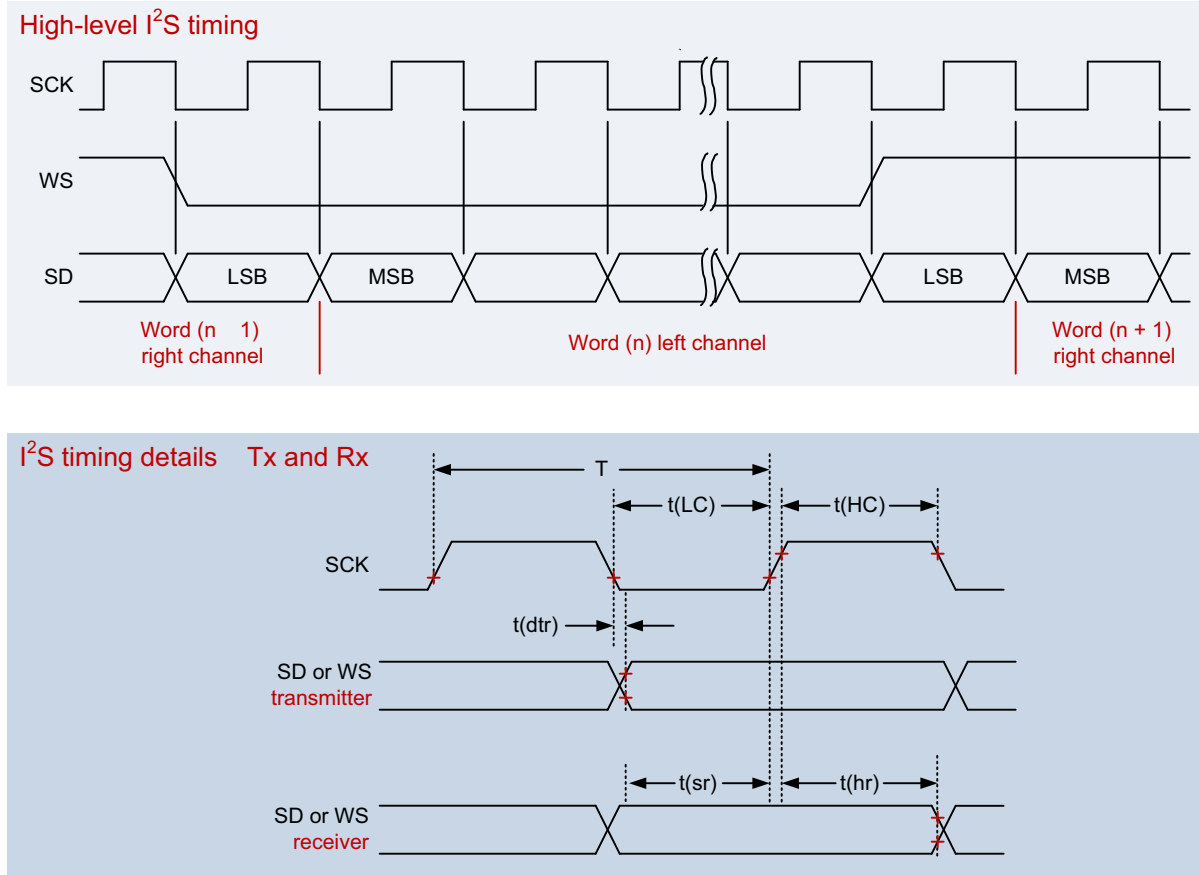 High-level I²S timing
SCK
WS
SD
LSB
MSB
LSB
MSB
Word (n 1)
right channel
Word (n) left channel
Word (n + 1)
right channel
I²S timing details Tx and Rx
T
t(LC)
t(HC)
SCK
t(dtr)
SD or WS
transmitter
t(sr)
t(hr)
SD or WS
receiver